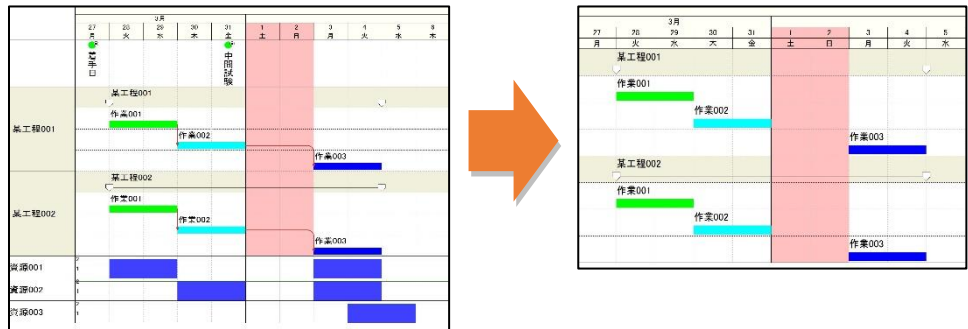 3月
27 28 29 30 31 1 2 3 4 5 6
月 火 水 木 金 土 日 月 火 水 木
着手日
中間試験
某工程001
某工程001
作業001
作業002
作業003
某工程002
某工程002
作業001
作業002
作業003
資源001
資源002
資源003
3月
27 28 29 30 31 1 2 3 4 5
月 火 水 木 金 土 日 月 火 水
某工程001
作業001
作業002
作業003
某工程002
作業001
作業002
作業003